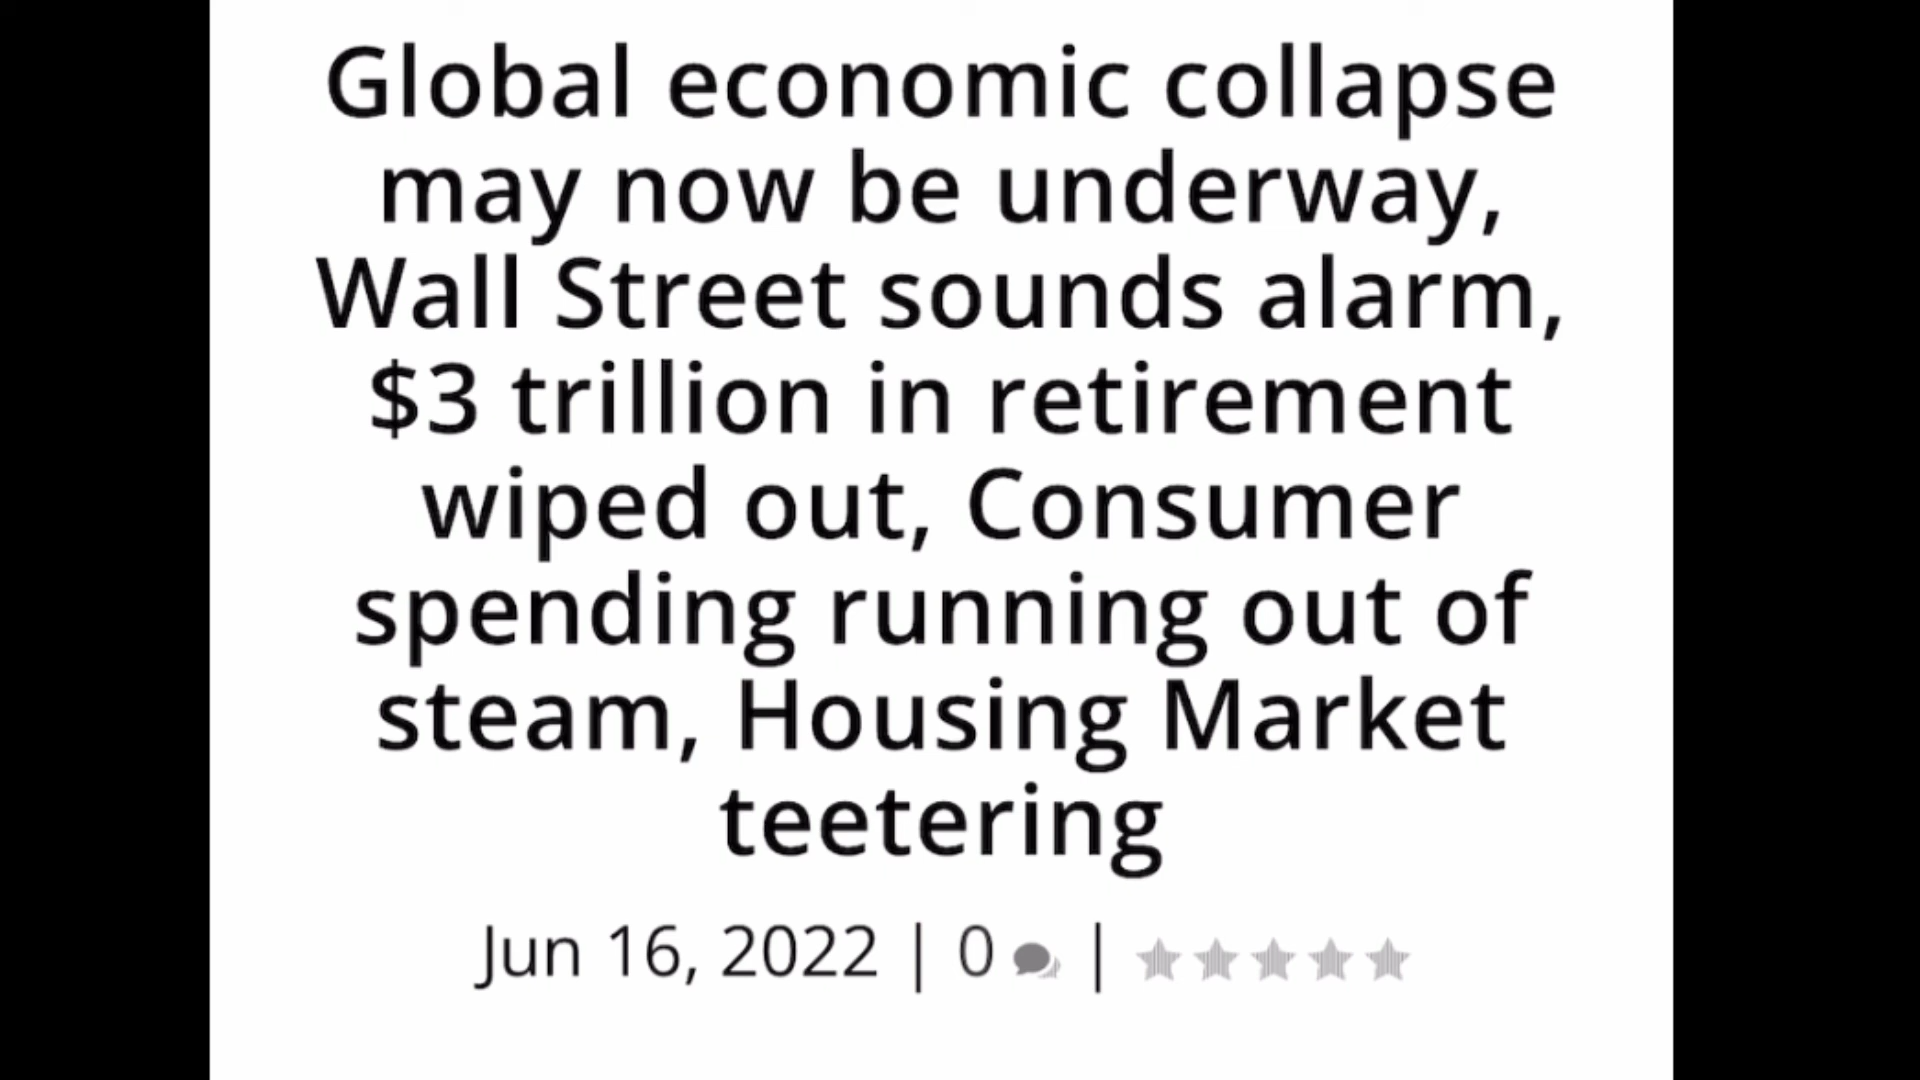 Global economic collapse
may now be underway,
Wall Street sounds alarm,
$3 trillion in retirement
wiped out, Consumer
spending running out of
steam, Housing Market
teetering
Jun 16, 2022 | 0 |